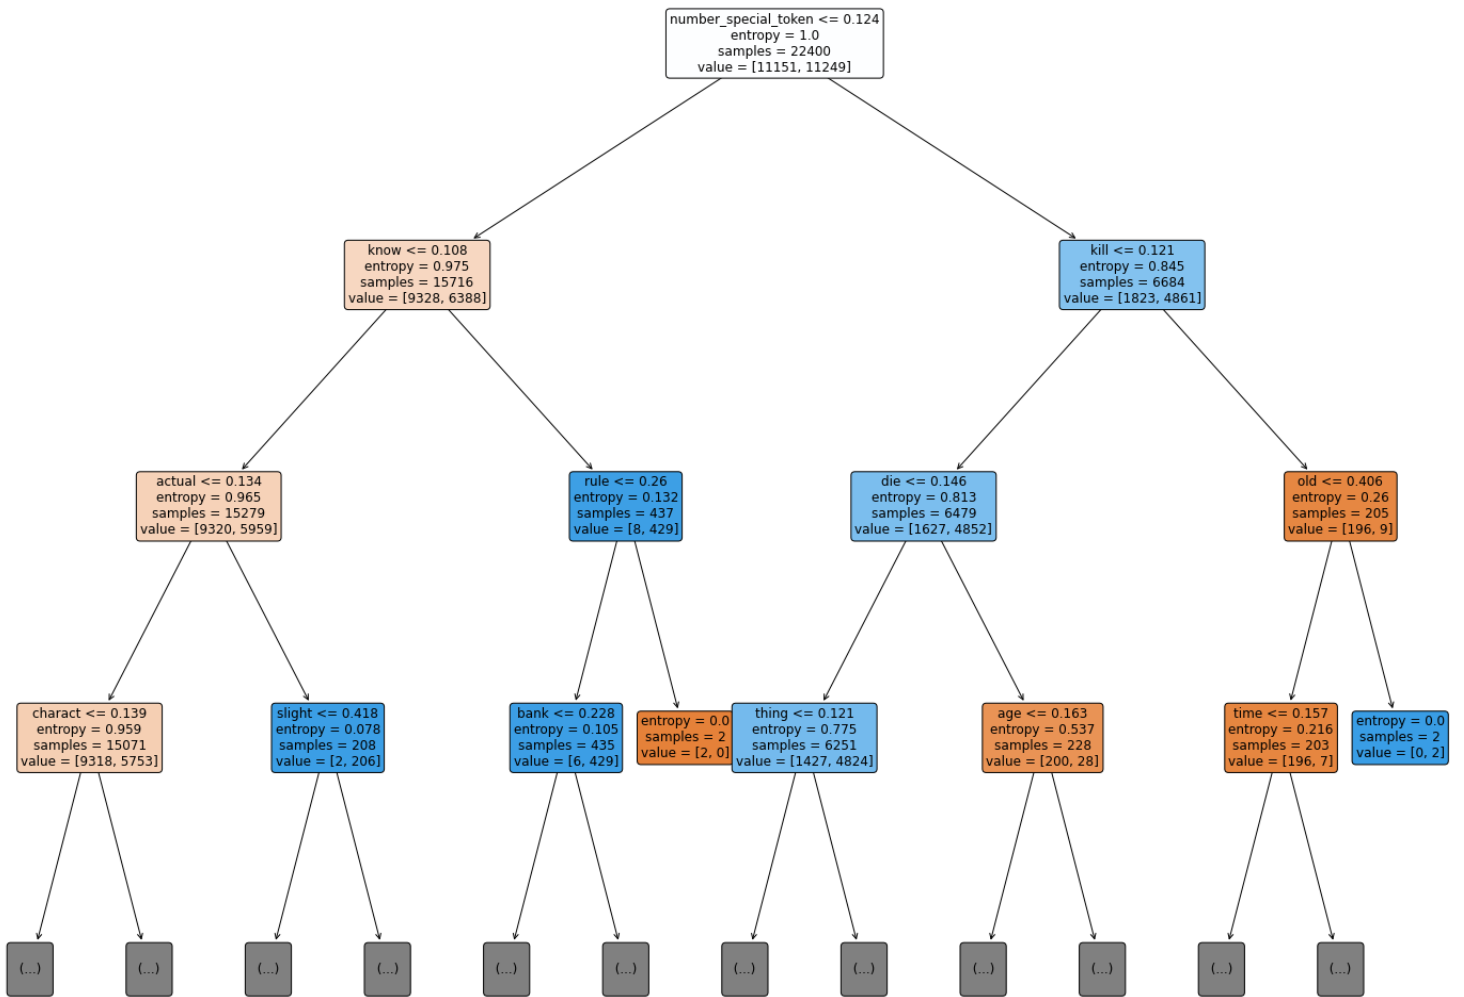 number_special_token <= 0.124
entropy = 1.0
samples = 22400
value = [11151, 11249]
know <= 0.108
entropy = 0.975
samples = 15716
value = [9328, 6388]
kill <= 0.121
entropy = 0.845
samples = 6684
value = [1823, 4861]
actual <= 0.134
entropy = 0.965
samples = 15279
value = [9320, 5959]
rule <= 0.26
entropy = 0.132
samples = 437
value = [8, 429]
die <= 0.146
entropy = 0.813
samples = 6479
value = [1627, 4852]
old <= 0.406
entropy = 0.26
samples = 205
value = [196, 9]
charact <= 0.139
entropy = 0.959
samples = 15071
value = [9318, 5753]
slight <= 0.418
entropy = 0.078
samples = 208
value = [2, 206]
bank <= 0.228
entropy = 0.105
samples = 435
value = [6, 429]
entropy = 0.0
samples = 2
value = [2, 0]
thing <= 0.121
entropy = 0.775
samples = 6251
value = [1427, 4824]
age <= 0.163
entropy = 0.537
samples = 228
value = [200, 28]
time <= 0.157
entropy = 0.216
samples = 203
value = [196, 7]
entropy = 0.0
samples = 2
value = [0, 2]
(...)
(...)
(...)
(...)
(...)
(...)
(...)
(...)
(...)
(...)
(...)
(...)